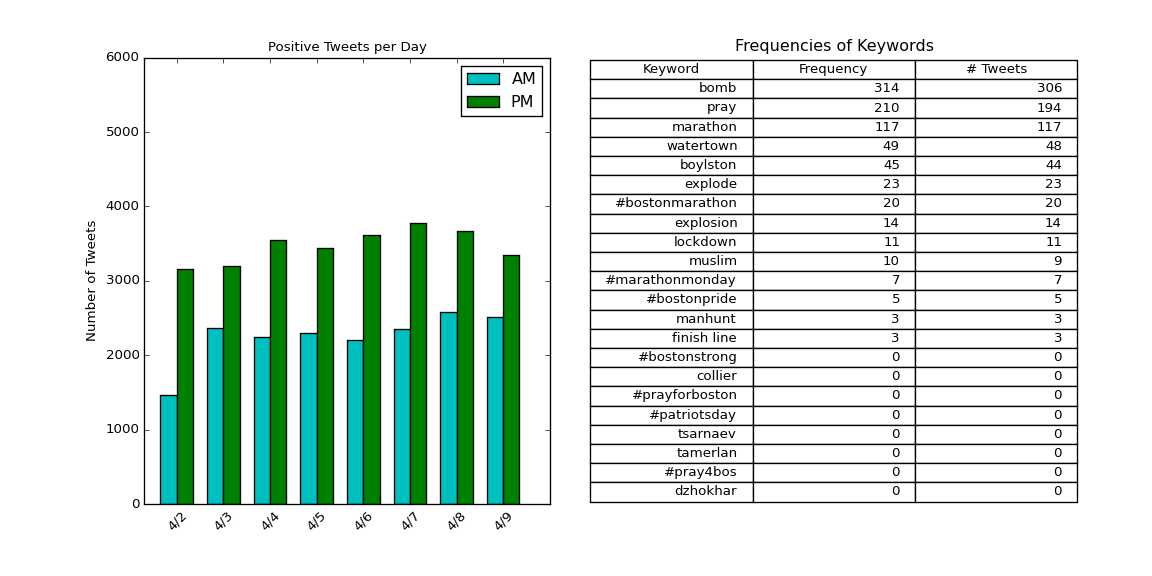 Positive Tweets per Day
6000
5000
4000
3000
2000
1000
0
Number of Tweets
AM
PM
4/2 4/3 4/4 4/5 4/6 4/7 4/8 4/9
Frequencies of Keywords
Keyword Frequency # Tweets
bomb 314 306
pray 210 194
marathon 117 117
watertown 49 48
boylston 45 44
explode 23 23
#bostonmarathon 20 20
explosion 14 14
lockdown 11 11
muslim 10 9
#marathonmonday 7 7
#bostonpride 5 5
manhunt 3 3
finish line 3 3
#bostonstrong 0 0
collier 0 0
#prayforboston 0 0
#patriotsday 0 0
tsarnaev 0 0
tamerlan 0 0
#pray4bos 0 0
dzhokhar 0 0